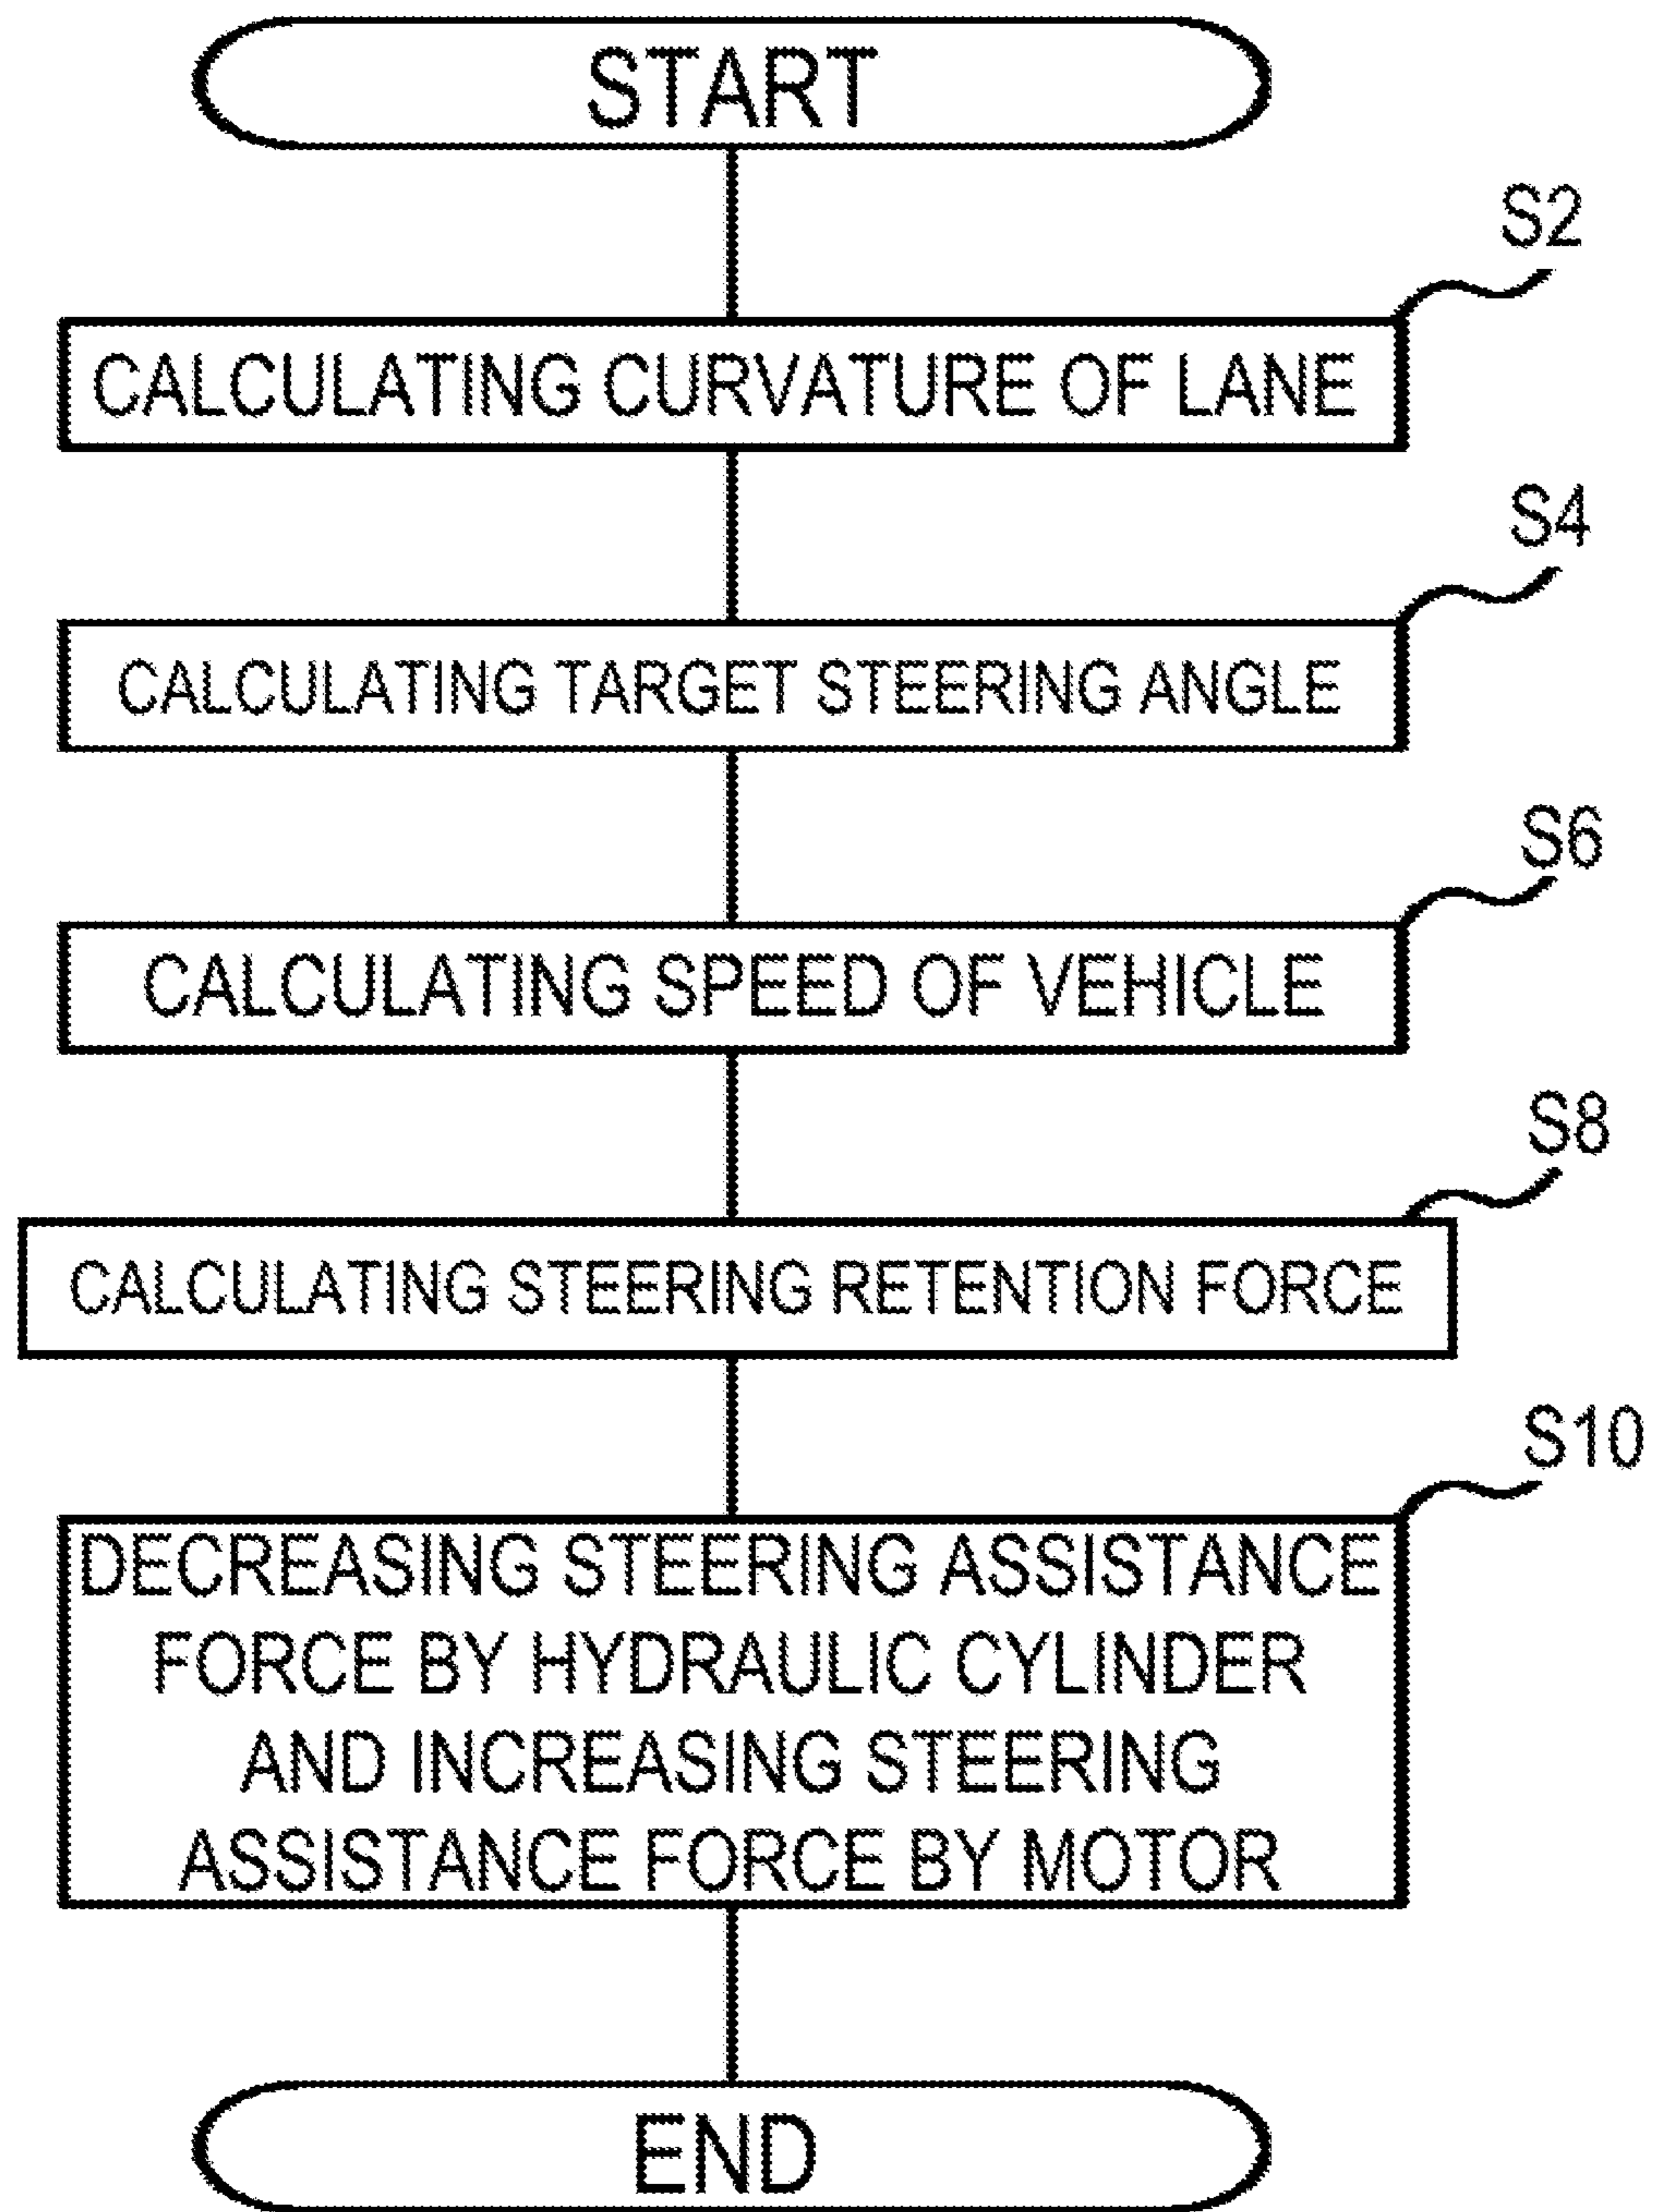 START
S2
CALCULATING CURVATURE OF LANE
S4
CALCULATING TARGET STEERING ANGLE
S6
CALCULATING SPEED OF VEHICLE
S8
CALCULATING STEERING RETENTION FORCE
S10
DECREASING STEERING ASSISTANCE
FORCE BY HYDRAULIC CYLINDER
AND INCREASING STEERING
ASSISTANCE FORCE BY MOTOR
END